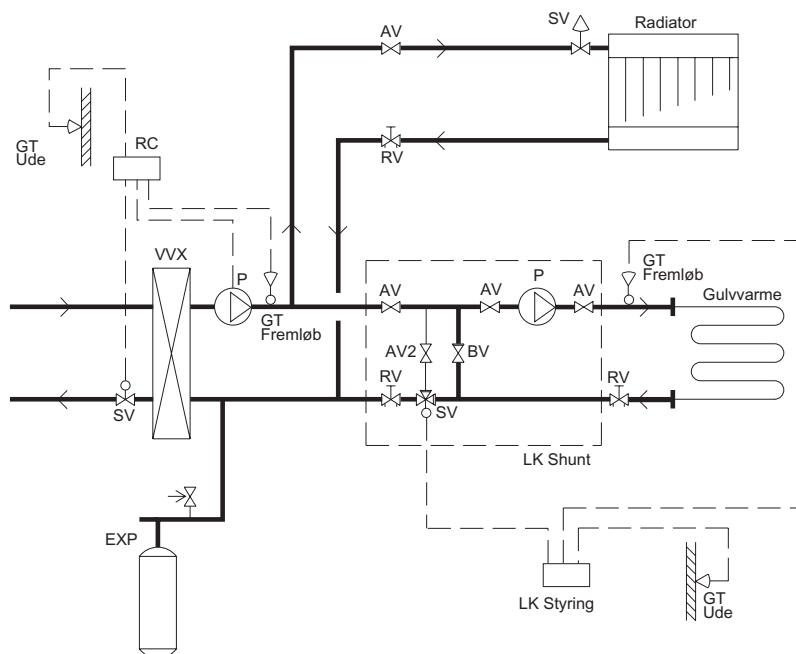 SV
AV
Radiator
GT
Ude
RC
RV
VVX
P
GT
Fremløb
AV
AV
P
AV
GT
Fremløb
Gulvvarme
AV2
BV
SV
RV
SV
RV
LK Shunt
EXP
LK Styring
GT
Ude